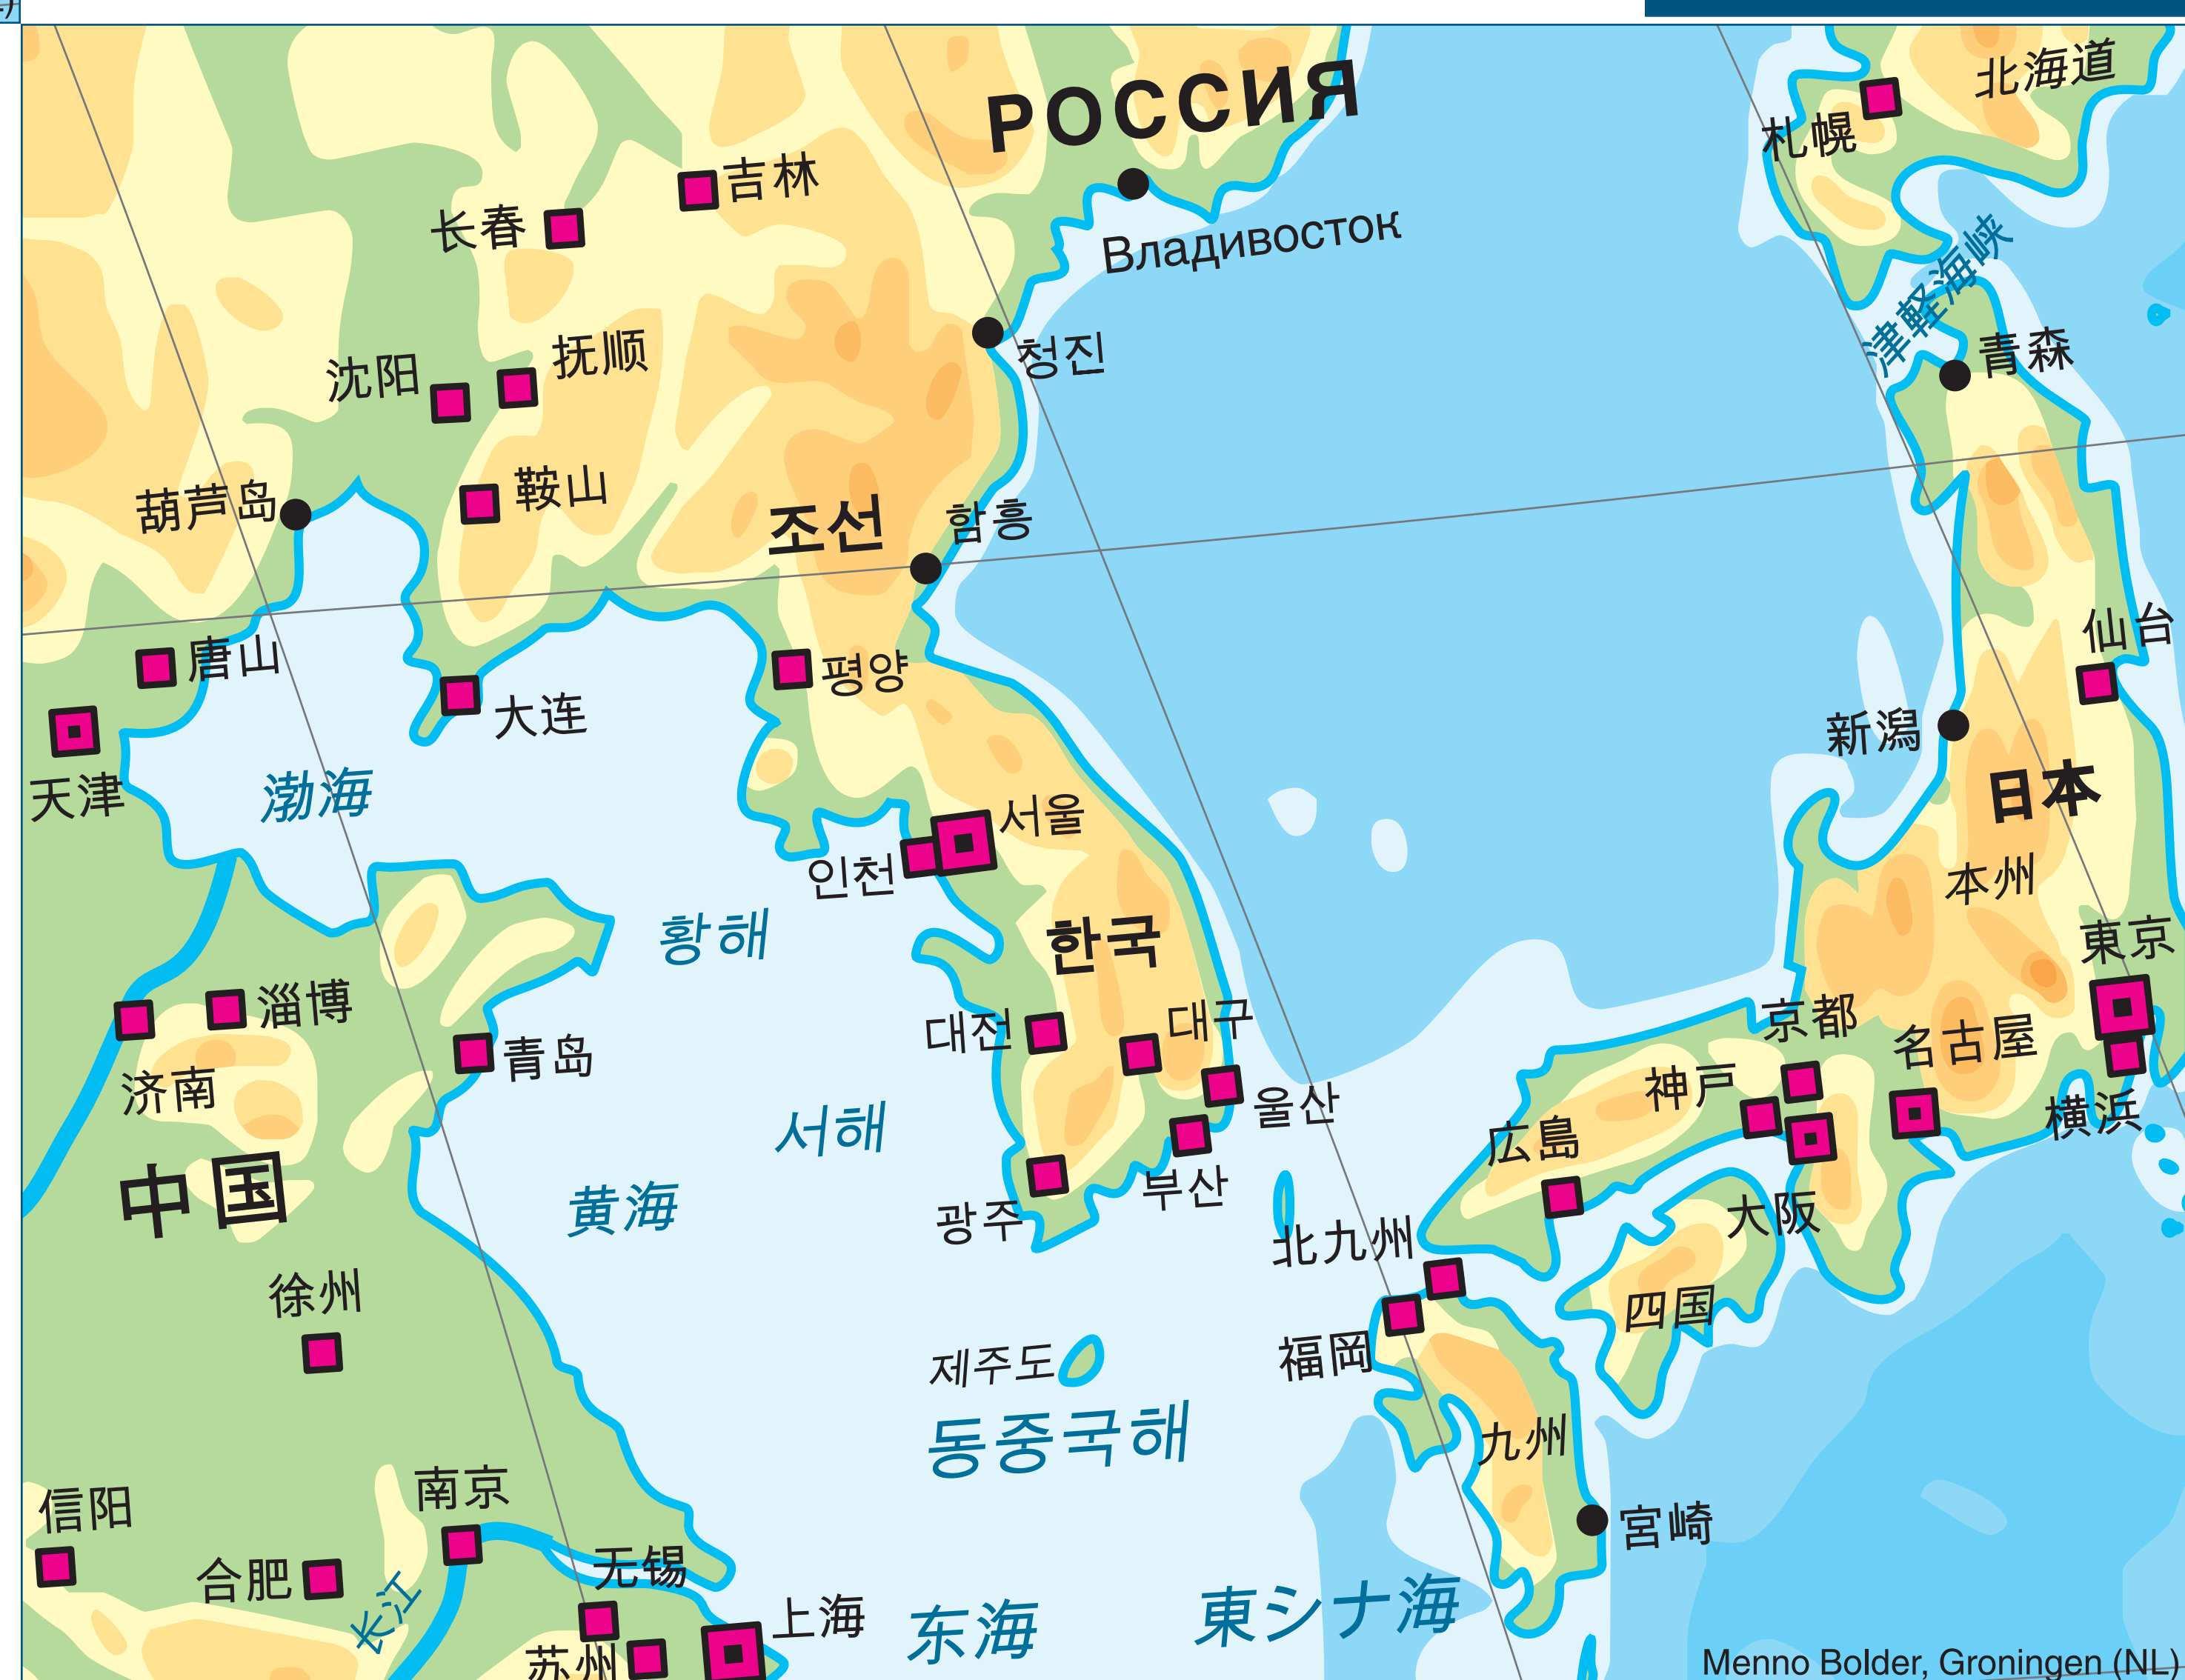 РОССИЯ
北海道
札幌
吉林
长春
Владивосток
津軽海峡
청진
青森
抚顺
沈阳
鞍山
葫芦岛
조선
함흥
仙台
唐山
평양
大连
新潟
天津
渤海
日本
서울
인천
本州
황해
한국
東京
淄博
대전
대구
京都
名古屋
青岛
神戸
济南
서해
울산
広島
横浜
中国
黄海
부산
광주
大阪
北九州
徐州
四国
제주도
福岡
동중국해
九州
南京
信阳
宮崎
合肥
无锡
长江
上海
东海
東シナ海
苏州
Menno Bolder, Groningen (NL)